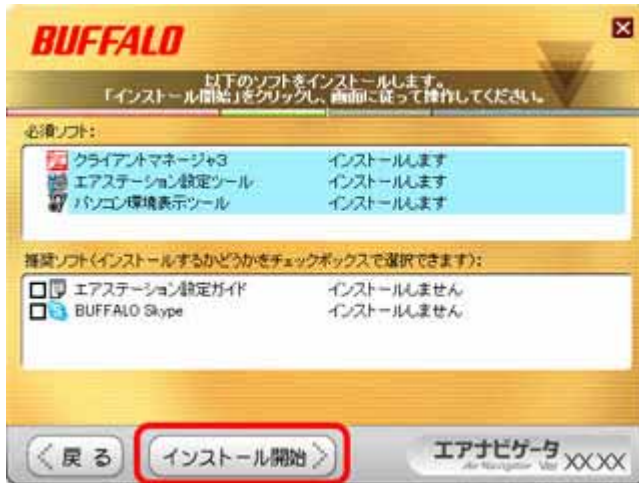 BUFFALO
以下のソフトをインストールします。
「インストール開始」をクリックし、画面に従って操作してください。
必須ソフト:
クライアントマネージャ3 インストールします
エアステーション設定ツール インストールします
パソコン環境表示ツール インストールします
推奨ソフト(インストールするかどうかをチェックボックスで選択できます):
エアステーション設定ガイド インストールしません
BUFFALO Skype インストールしません
戻る
インストール開始
エアナビゲータ
Air Navigator Ver XX.XX